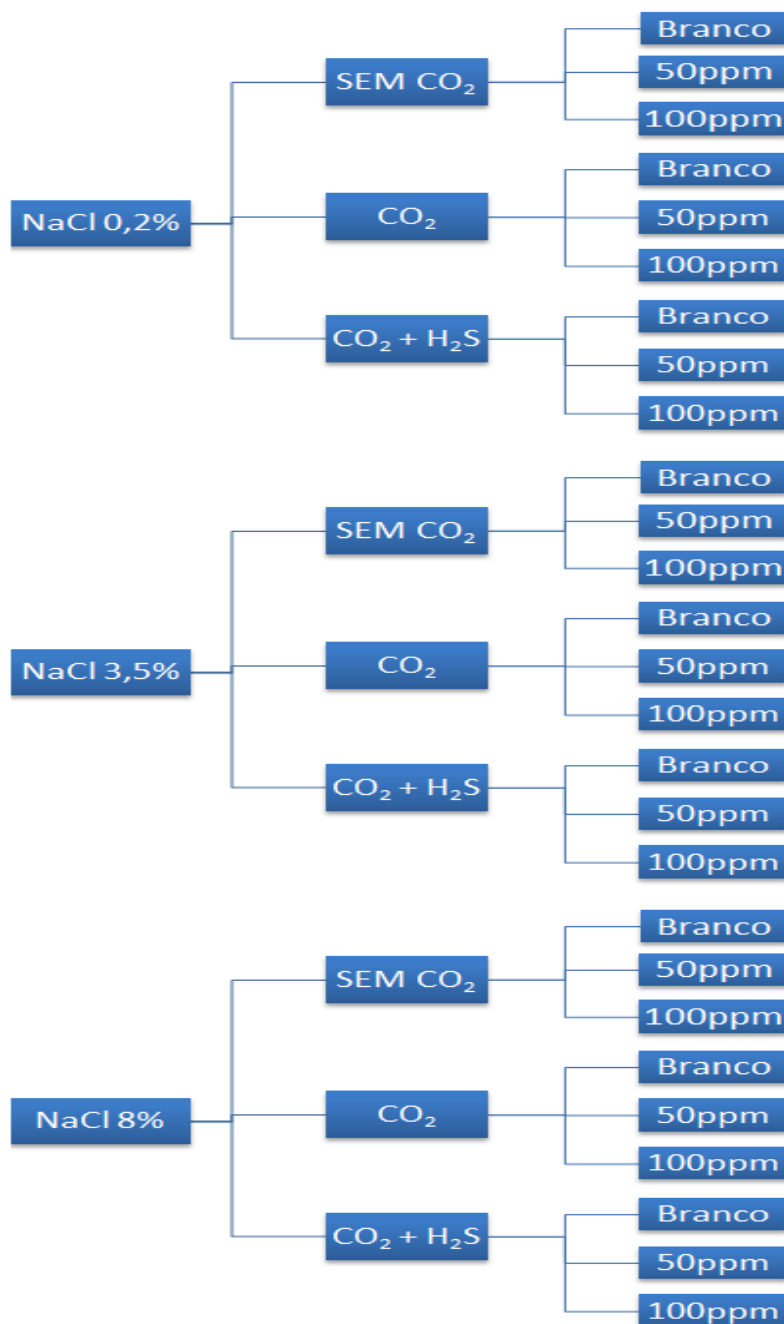 NaCl 0,2%
SEM CO₂
Branco
50ppm
100ppm
CO₂
Branco
50ppm
100ppm
CO₂ + H₂S
Branco
50ppm
100ppm
NaCl 3,5%
SEM CO₂
Branco
50ppm
100ppm
CO₂
Branco
50ppm
100ppm
CO₂ + H₂S
Branco
50ppm
100ppm
NaCl 8%
SEM CO₂
Branco
50ppm
100ppm
CO₂
Branco
50ppm
100ppm
CO₂ + H₂S
Branco
50ppm
100ppm